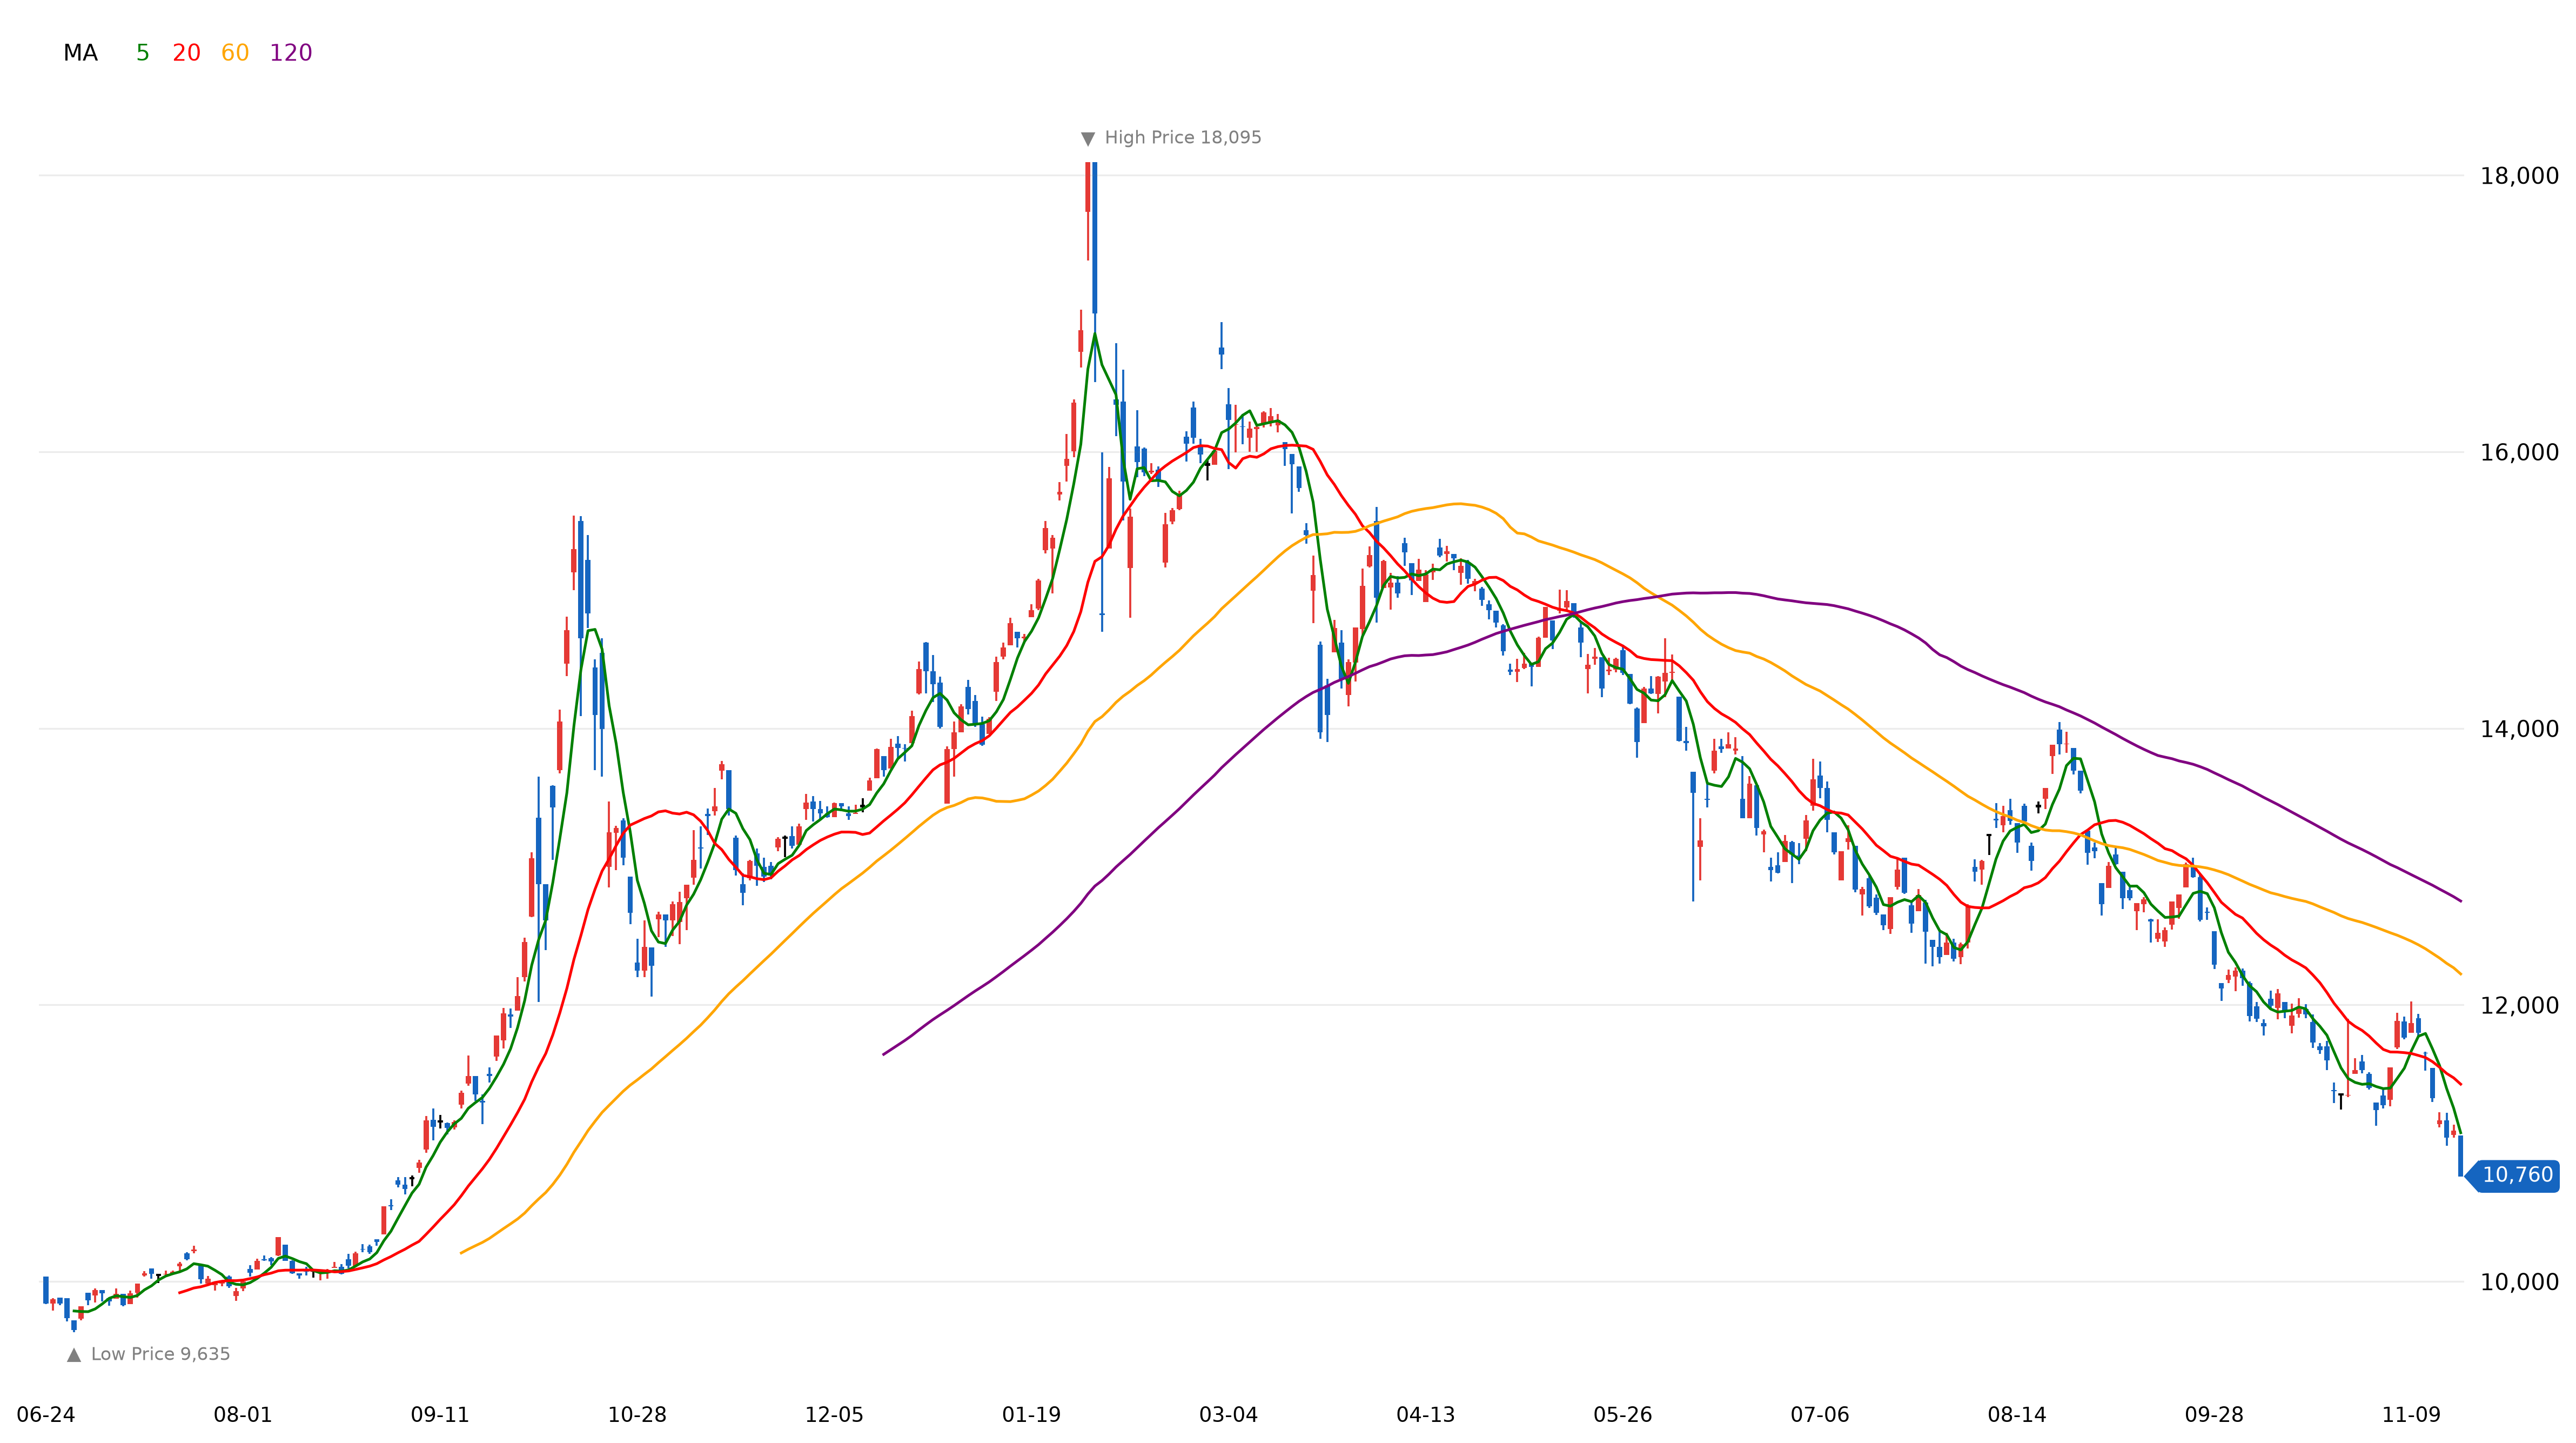 MA 5 20 60 120
▼ High Price 18,095
18,000
16,000
14,000
12,000
10,760
10,000
▲ Low Price 9,635
06-24 08-01 09-11 10-28 12-05 01-19 03-04 04-13 05-26 07-06 08-14 09-28 11-09